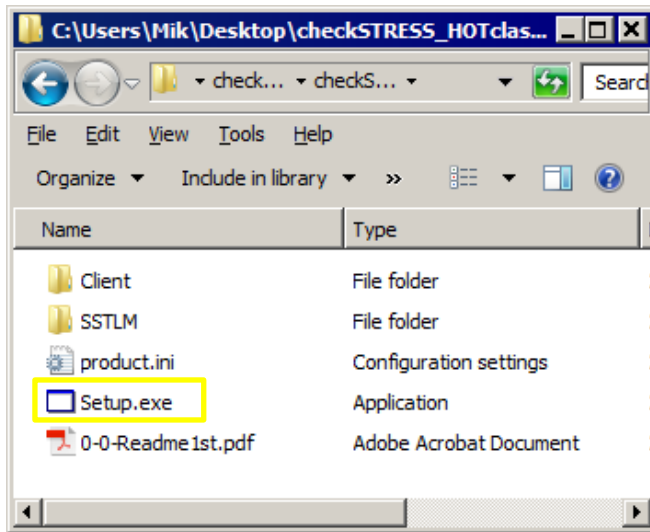 C:\Users\Mik\Desktop\checkSTRESS_HOTclas...
check... checkS... Search
File Edit View Tools Help
Organize Include in library »
Name Type
Client File folder
SSTLM File folder
product.ini Configuration settings
Setup.exe Application
0-0-Readme1st.pdf Adobe Acrobat Document